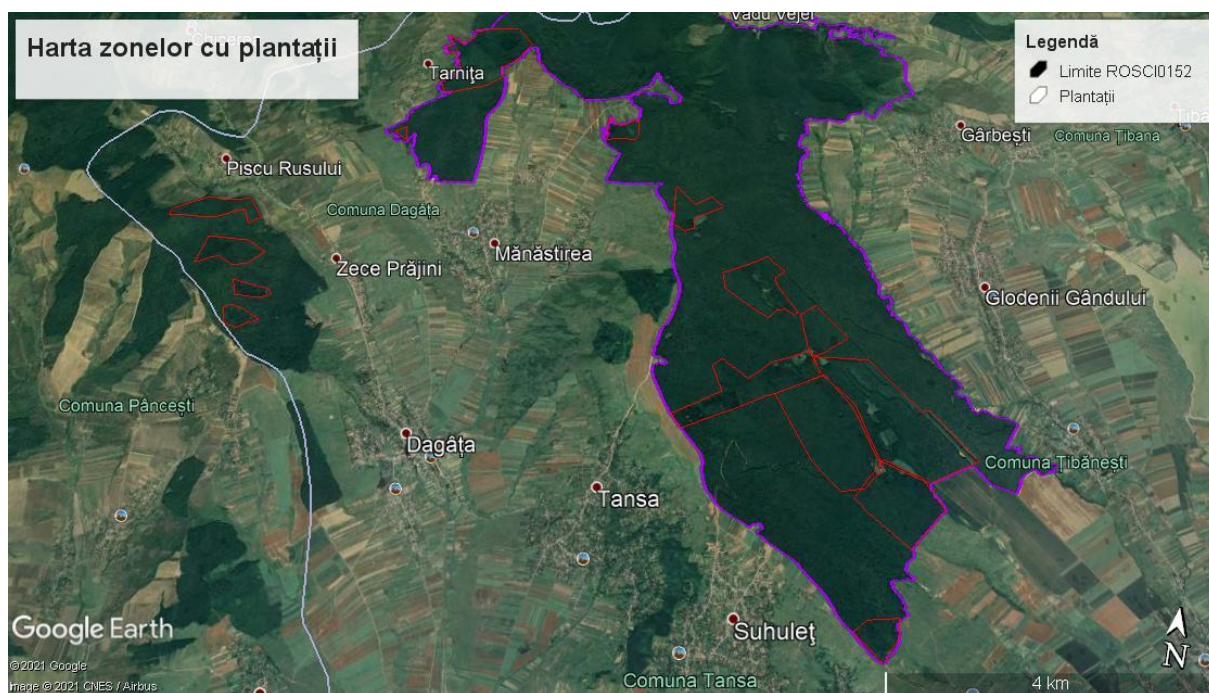 Harta zonelor cu plantații
Vadu Vejei
Legendă
Limite ROSCI0152
Plantații
Tarnița
Gârbești
Comuna Țibana
Piscu Rusului
Comuna Dagâța
Mănăstirea
Zece Prăjini
Glodenii Gândului
Comuna Pâncești
Dagâța
Comuna Țibănești
Tansa
Suhuleț
Comuna Tansa
Google Earth
©2021 Google
Image © 2021 CNES / Airbus
4 km
N